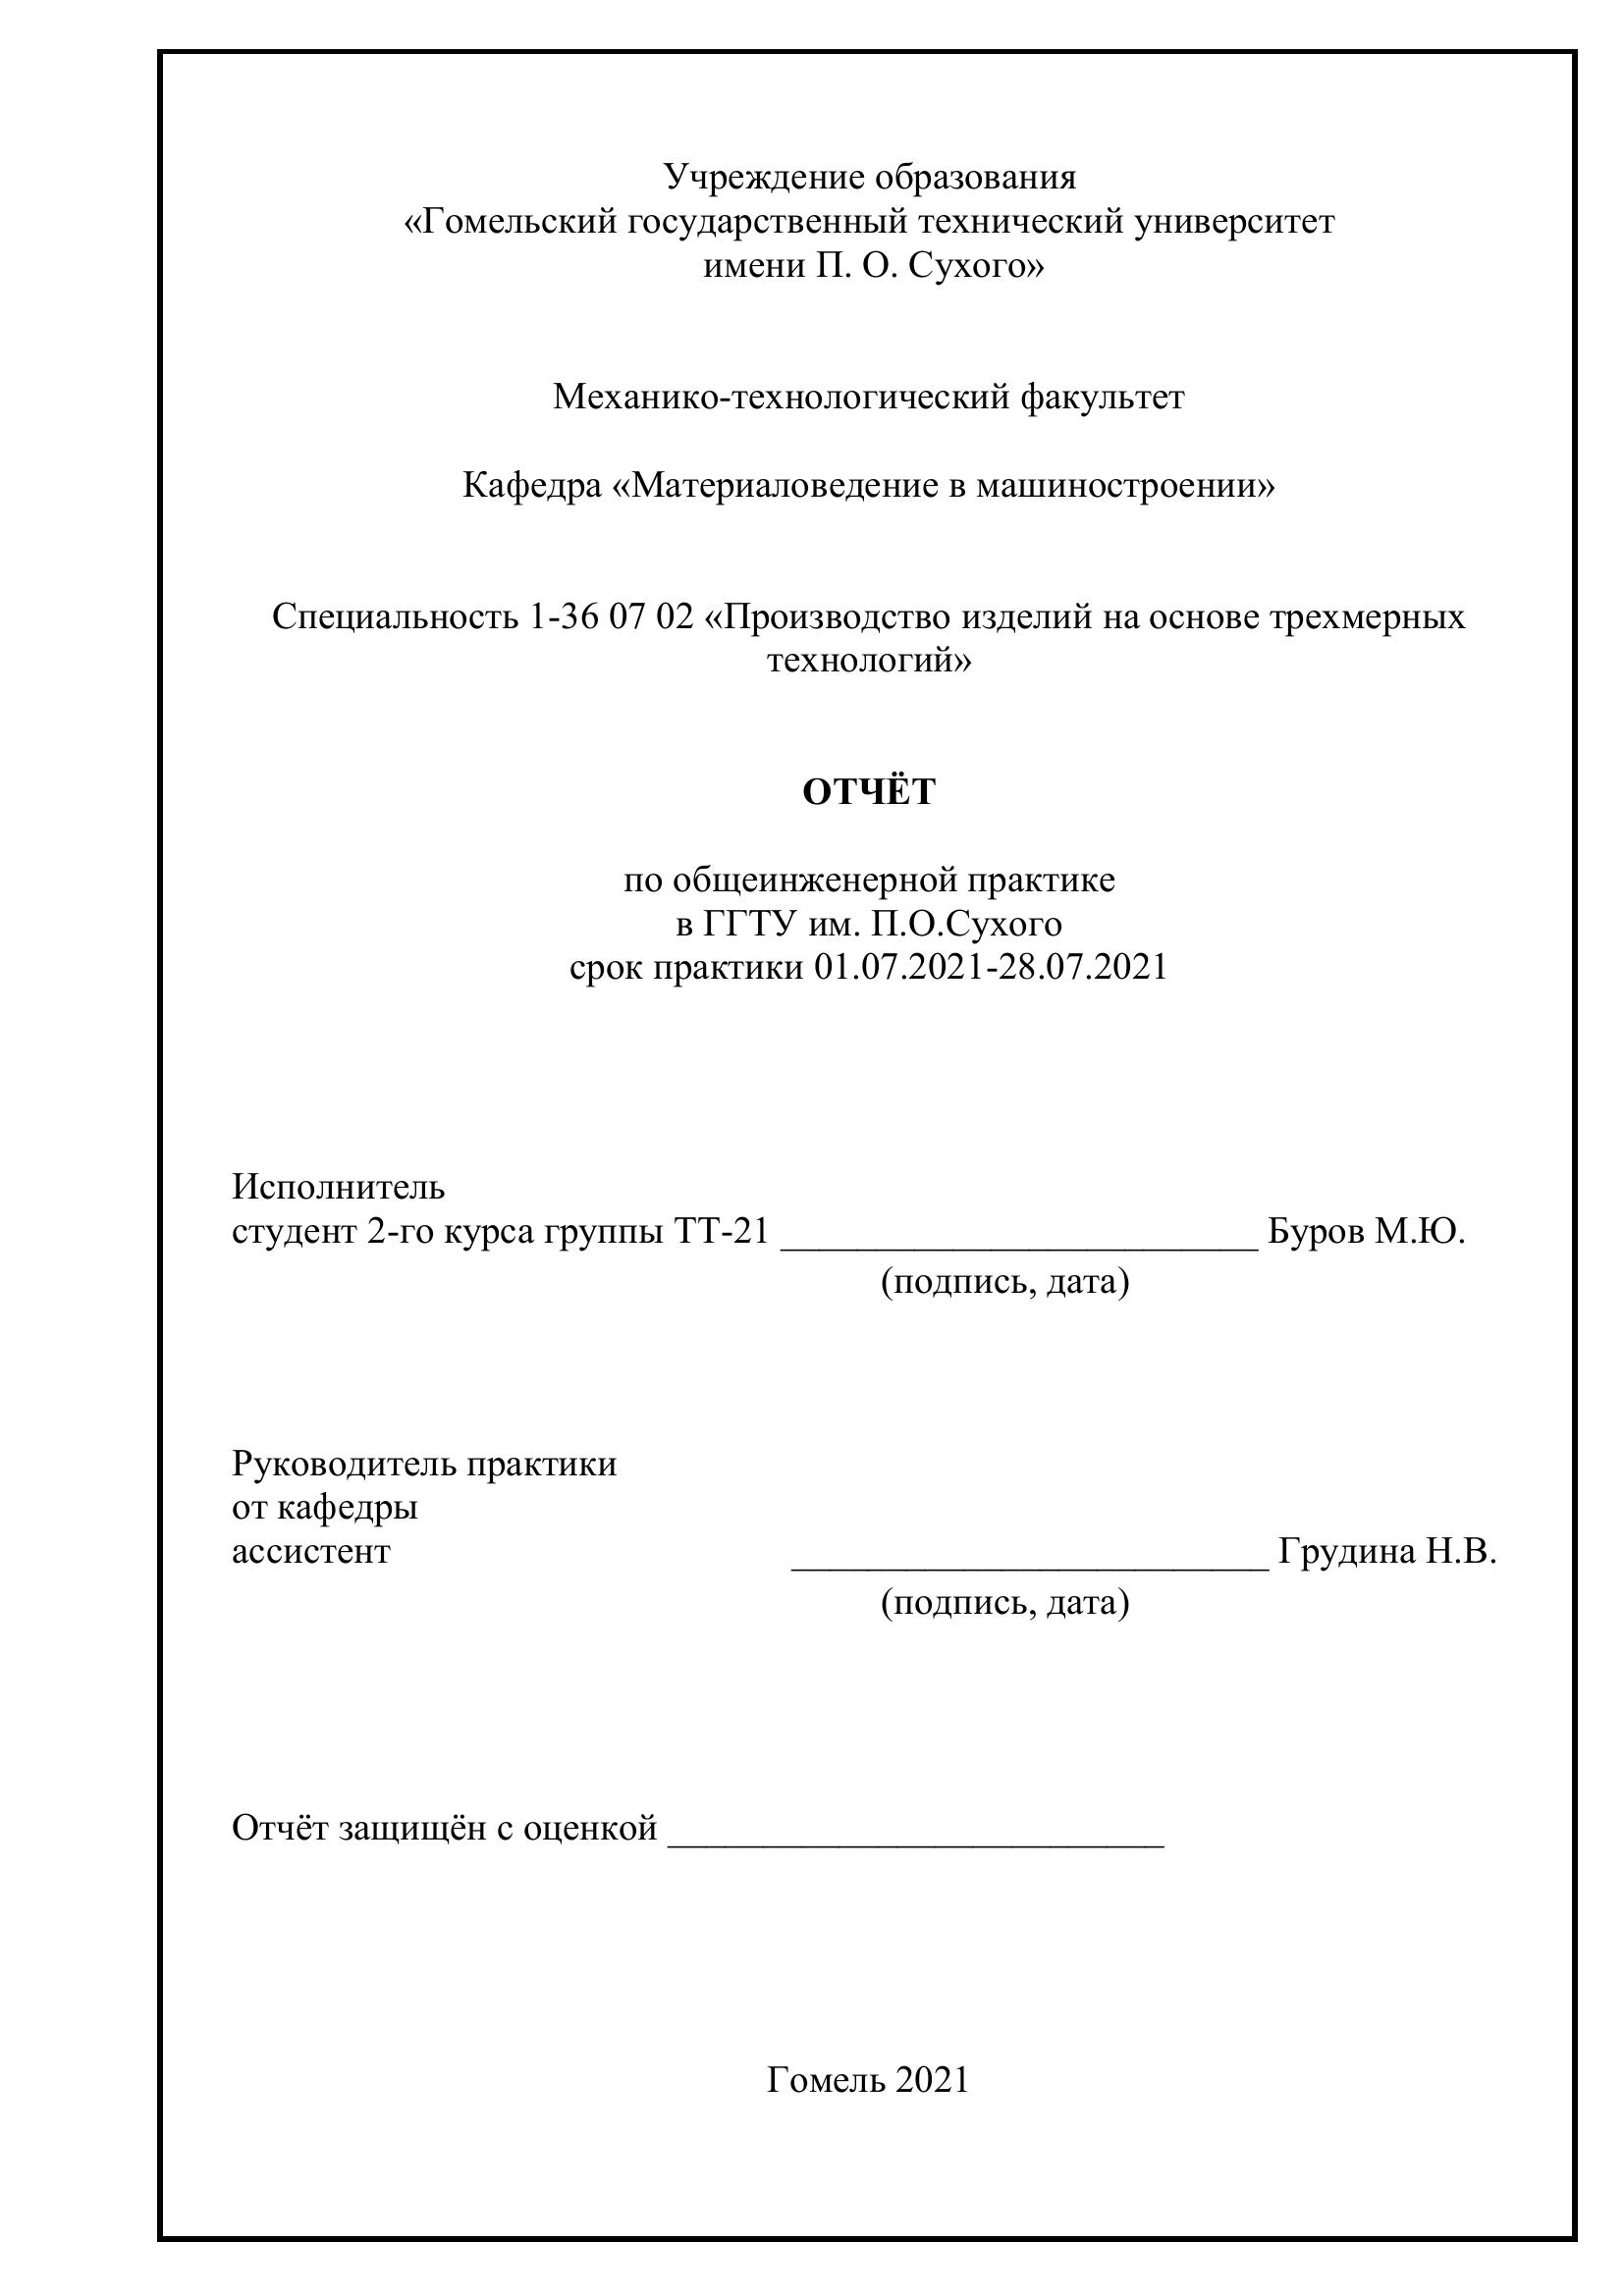 Учреждение образования
«Гомельский государственный технический университет
имени П. О. Сухого»
Механико-технологический факультет
Кафедра «Материаловедение в машиностроении»
Специальность 1-36 07 02 «Производство изделий на основе трехмерных
технологий»
ОТЧЁТ
по общеинженерной практике
в ГГТУ им. П.О.Сухого
срок практики 01.07.2021-28.07.2021
Исполнитель
студент 2-го курса группы ТТ-21 _________________________ Буров М.Ю.
(подпись, дата)
Руководитель практики
от кафедры
ассистент _________________________ Грудина Н.В.
(подпись, дата)
Отчёт защищён с оценкой __________________________
Гомель 2021